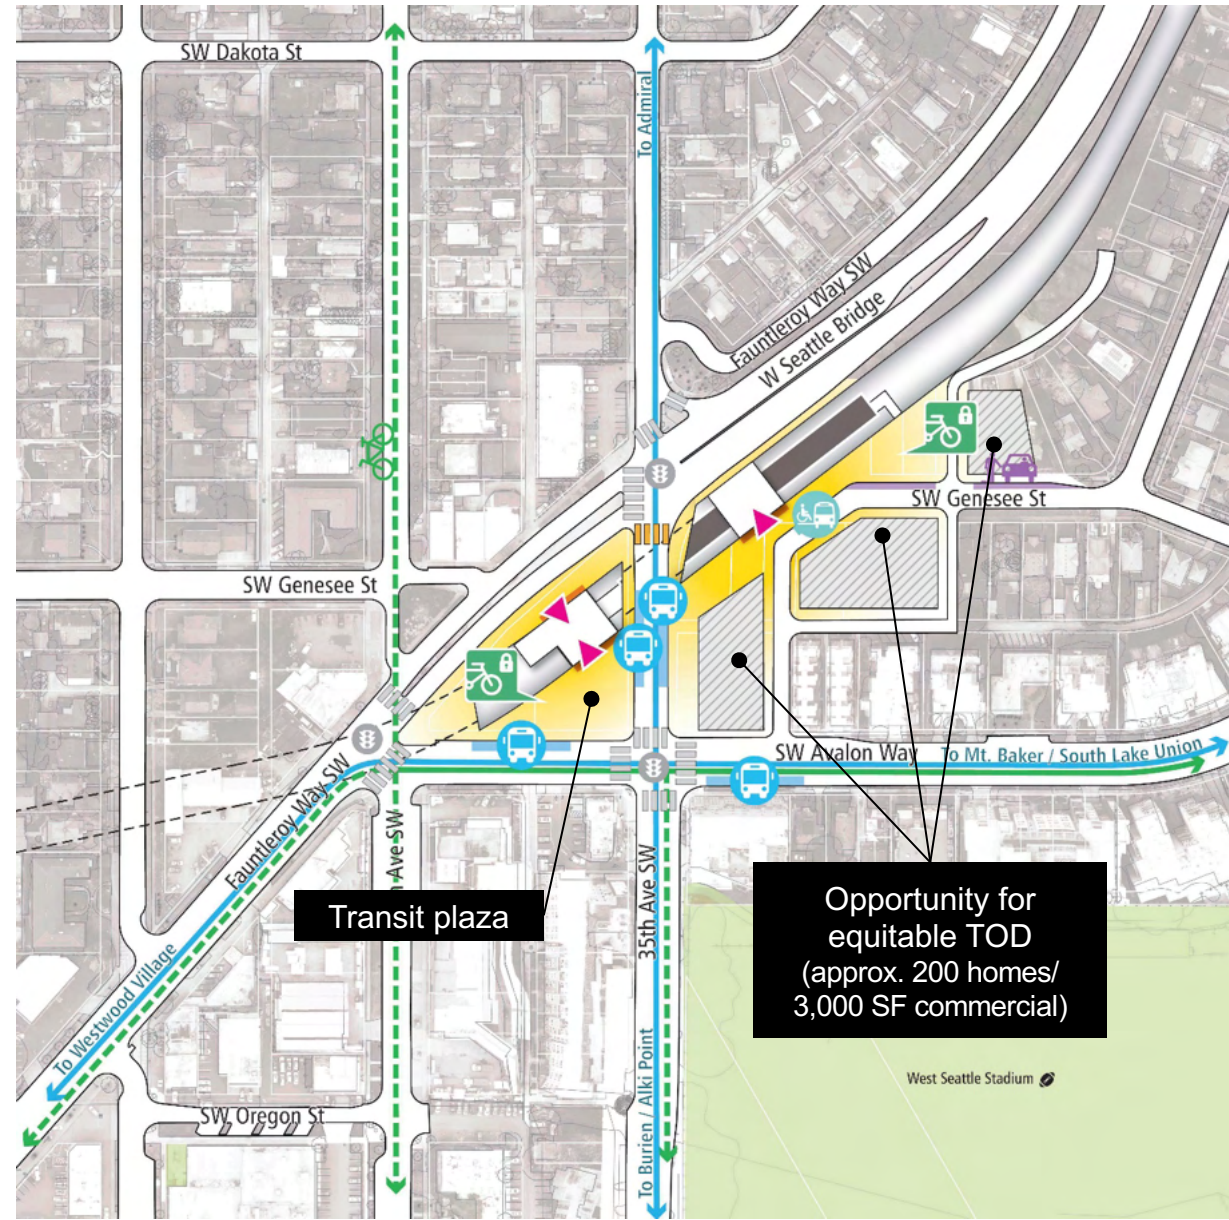 SW Dakota St
To Admiral
Fauntleroy Way SW
W Seattle Bridge
SW Genesee St
SW Genesee St
SW Avalon Way
To Mt. Baker / South Lake Union
Fauntleroy Way SW
Ave SW
35th Ave SW
Transit plaza
Opportunity for
equitable TOD
(approx. 200 homes/
3,000 SF commercial)
To Westwood Village
To Burien / Alki Point
West Seattle Stadium
SW Oregon St